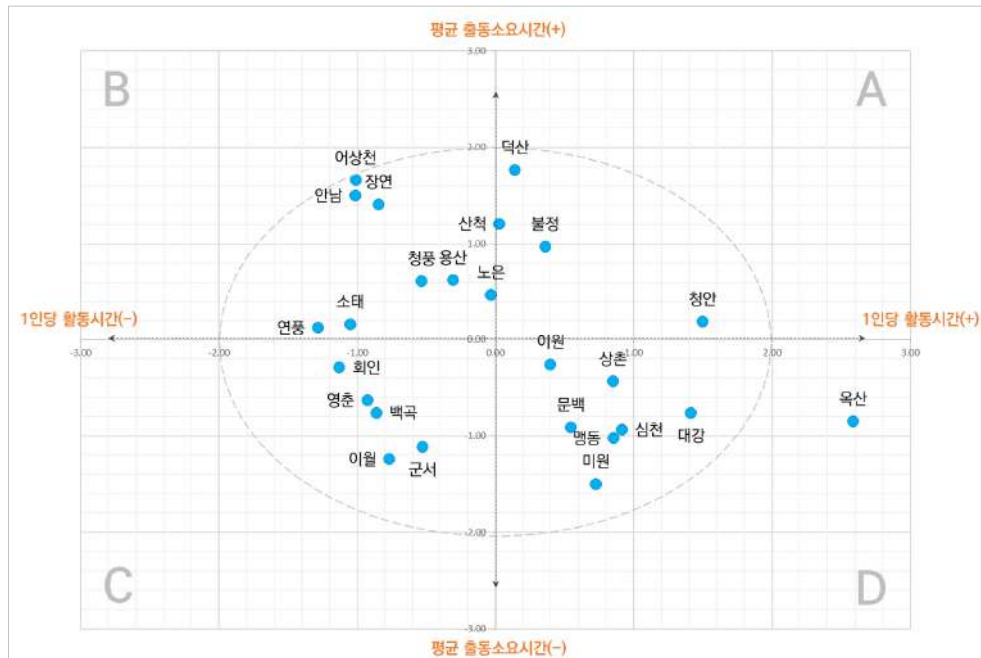 평균 출동소요시간(+)
3.00
B
A
2.00
덕산
어상천
장연
안남
산척
불정
1.00
청풍
용산
노은
소태
청안
1인당 활동시간(-)
연풍
1인당 활동시간(+)
-3.00
-2.00
-1.00
0.00
0.00
1.00
2.00
3.00
이원
회인
상촌
영춘
백곡
문백
옥산
맹동
심천
대강
-1.00
이월
군서
미원
-2.00
C
D
-3.00
평균 출동소요시간(-)